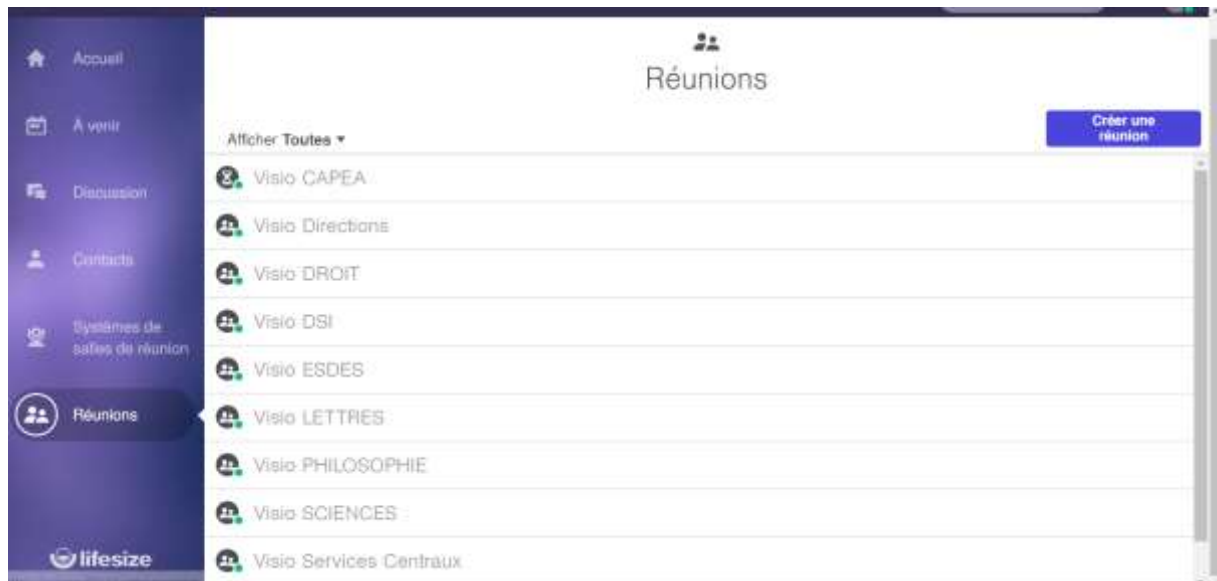 Accueil
À venir
Discussion
Contacts
Systèmes de
salles de réunion
Réunions
lifesize
Réunions
Afficher Toutes
Créer une
réunion
Visio CAPEA
Visio Directions
Visio DROIT
Visio DSI
Visio ESDES
Visio LETTRES
Visio PHILOSOPHIE
Visio SCIENCES
Visio Services Centraux